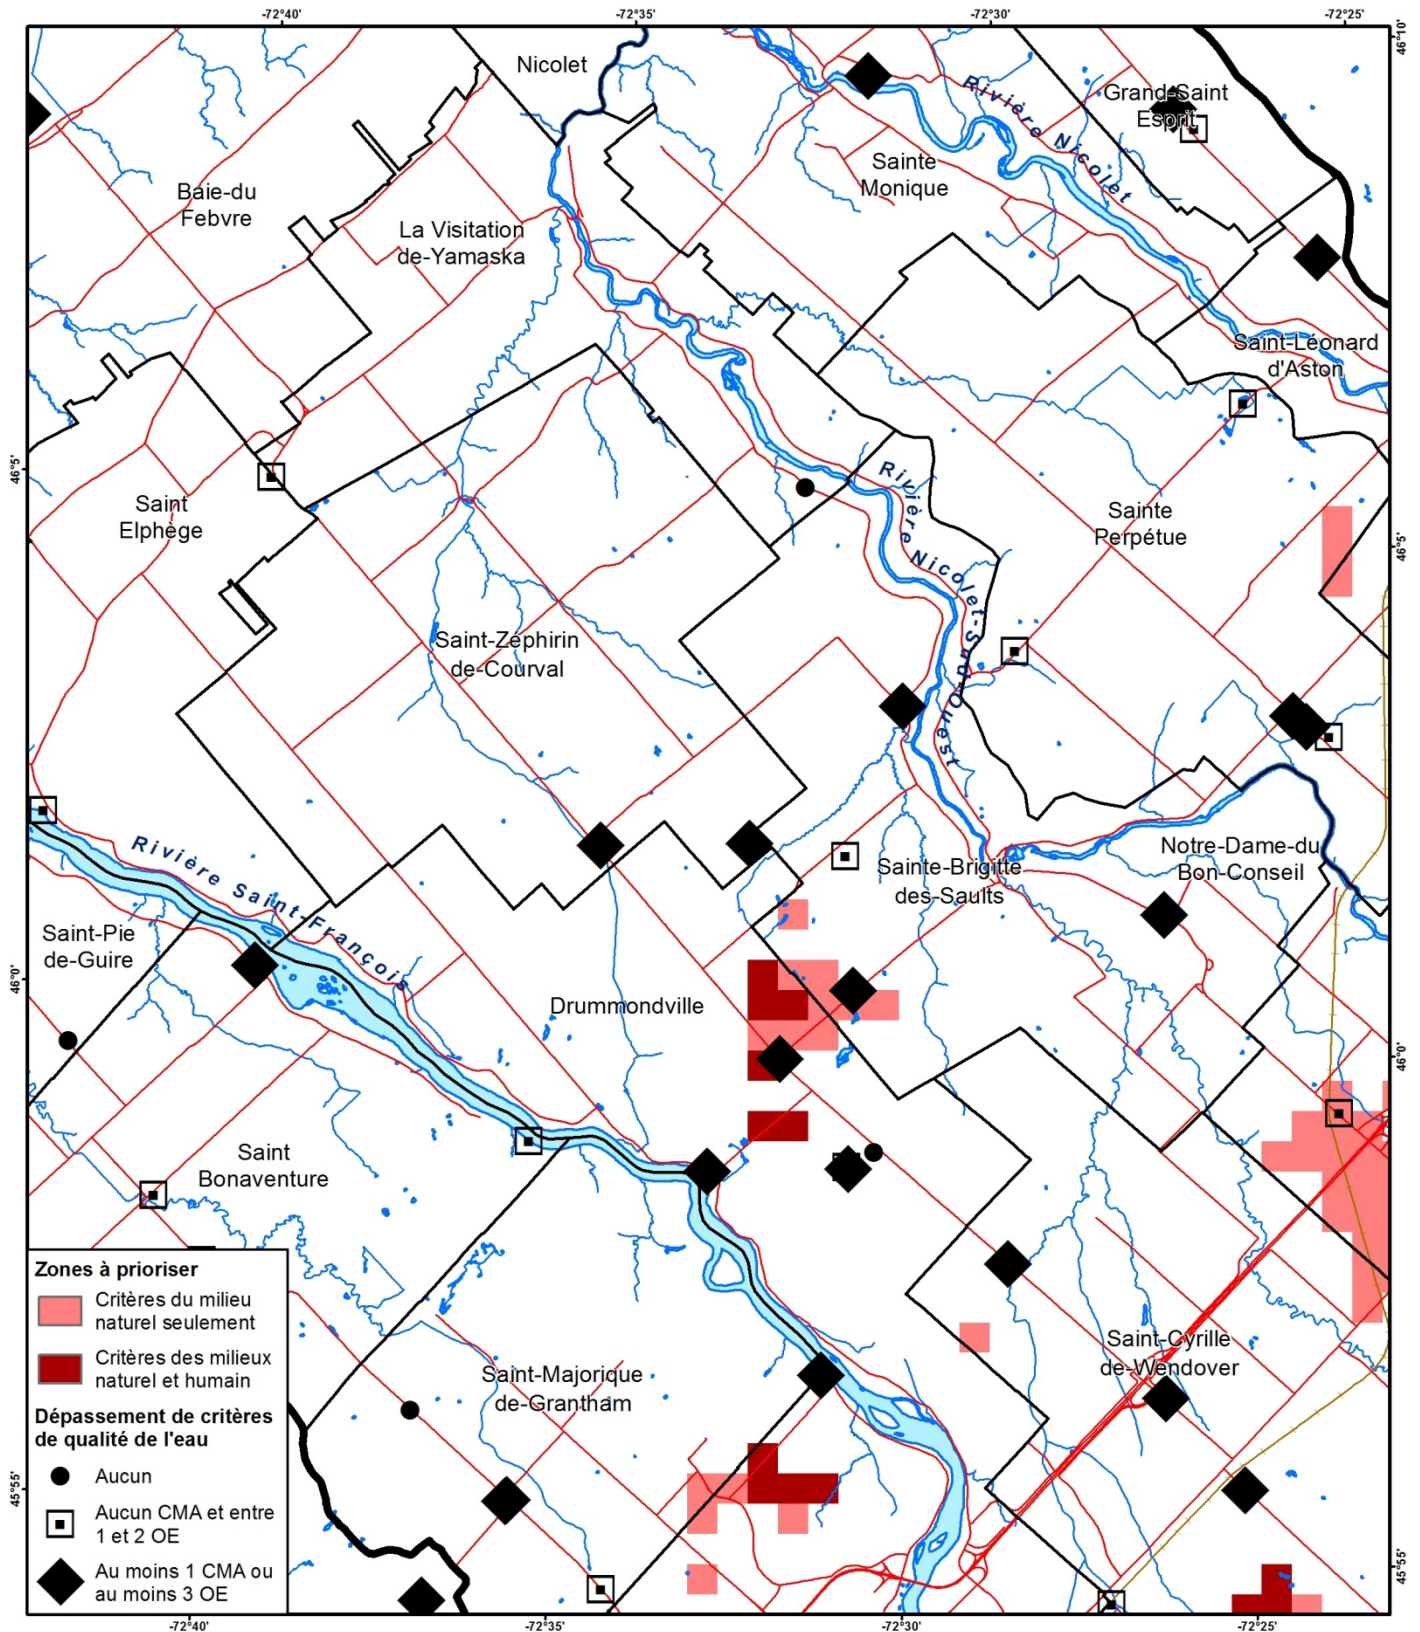 -72°40'
-72°35'
-72°30'
-72°25'
46°10'
Nicolet
Rivière Nicolet
Grand-Saint
Esprit
Sainte
Monique
Baie-du
Febvre
La Visitation
de-Yamaska
Saint-Léonard
d'Aston
46°5'
Rivière Nicolet-Sud-Ouest
Saint
Elphège
Sainte
Perpétue
46°5'
Saint-Zéphirin
de-Courval
Rivière Saint-François
Notre-Dame-du
Bon-Conseil
Sainte-Brigitte
des-Saults
Saint-Pie
de-Guire
46°0'
Drummondville
46°0'
Saint
Bonaventure
Saint-Cyrille
de-Wendover
Saint-Majorique
de-Grantham
Zones à prioriser
Critères du milieu
naturel seulement
Critères des milieux
naturel et humain
Dépassement de critères
de qualité de l'eau
Aucun
Aucun CMA et entre
1 et 2 OE
Au moins 1 CMA ou
au moins 3 OE
45°55'
45°55'
-72°40'
-72°35'
-72°30'
-72°25'